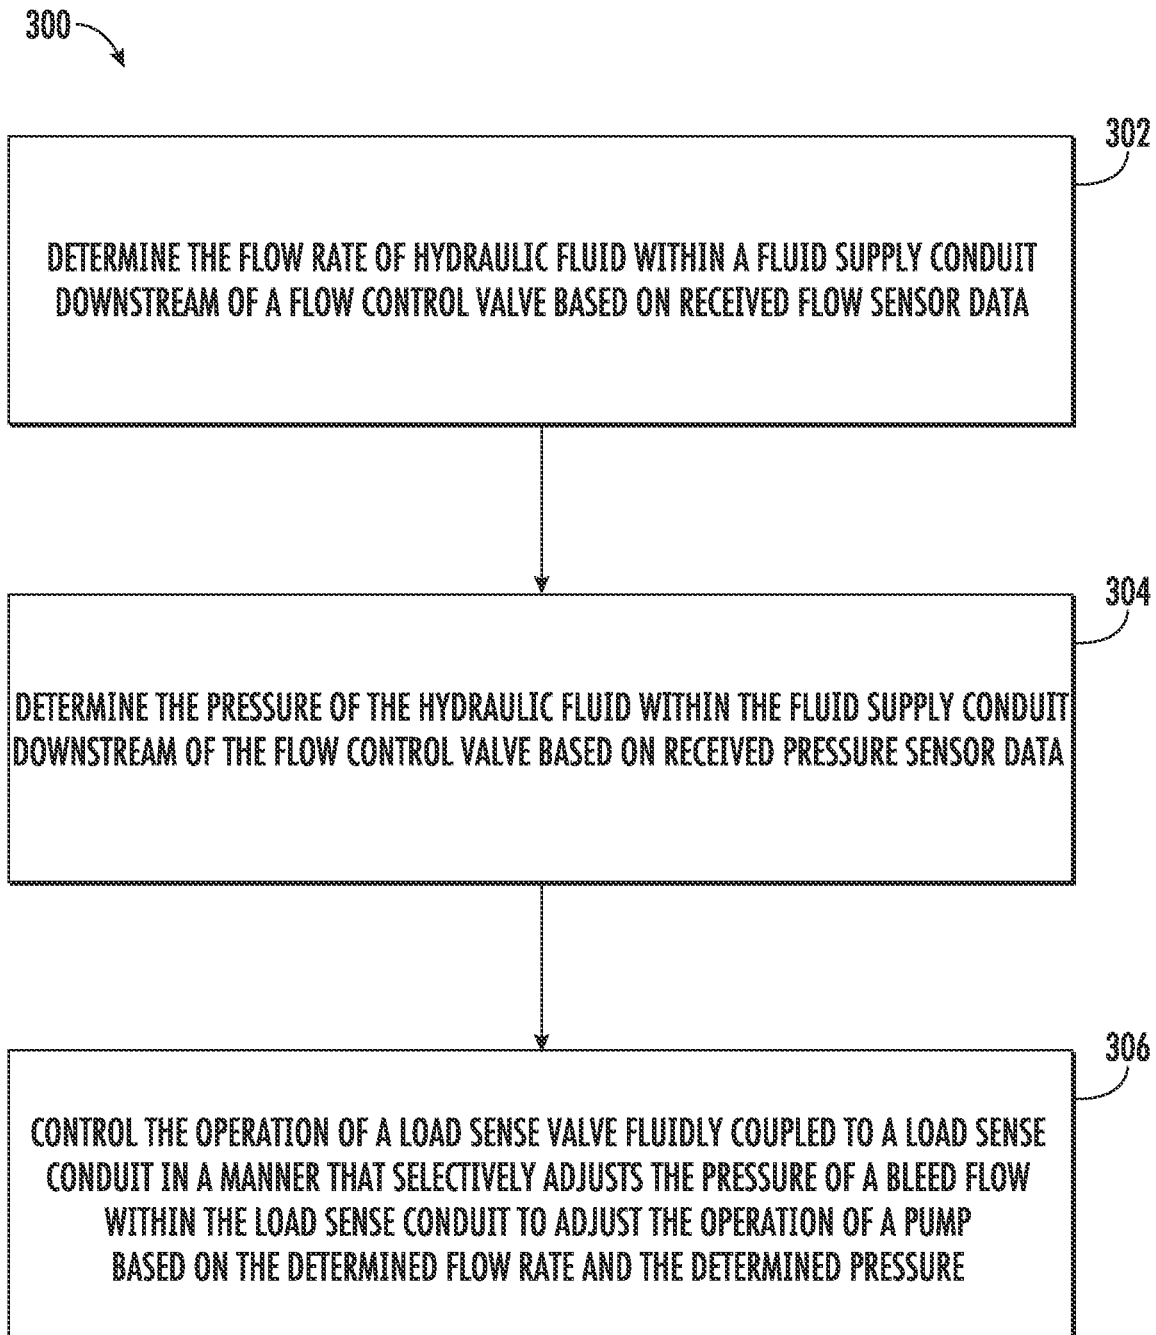 300
302
DETERMINE THE FLOW RATE OF HYDRAULIC FLUID WITHIN A FLUID SUPPLY CONDUIT
DOWNSTREAM OF A FLOW CONTROL VALVE BASED ON RECEIVED FLOW SENSOR DATA
304
DETERMINE THE PRESSURE OF THE HYDRAULIC FLUID WITHIN THE FLUID SUPPLY CONDUIT
DOWNSTREAM OF THE FLOW CONTROL VALVE BASED ON RECEIVED PRESSURE SENSOR DATA
306
CONTROL THE OPERATION OF A LOAD SENSE VALVE FLUIDLY COUPLED TO A LOAD SENSE
CONDUIT IN A MANNER THAT SELECTIVELY ADJUSTS THE PRESSURE OF A BLEED FLOW
WITHIN THE LOAD SENSE CONDUIT TO ADJUST THE OPERATION OF A PUMP
BASED ON THE DETERMINED FLOW RATE AND THE DETERMINED PRESSURE